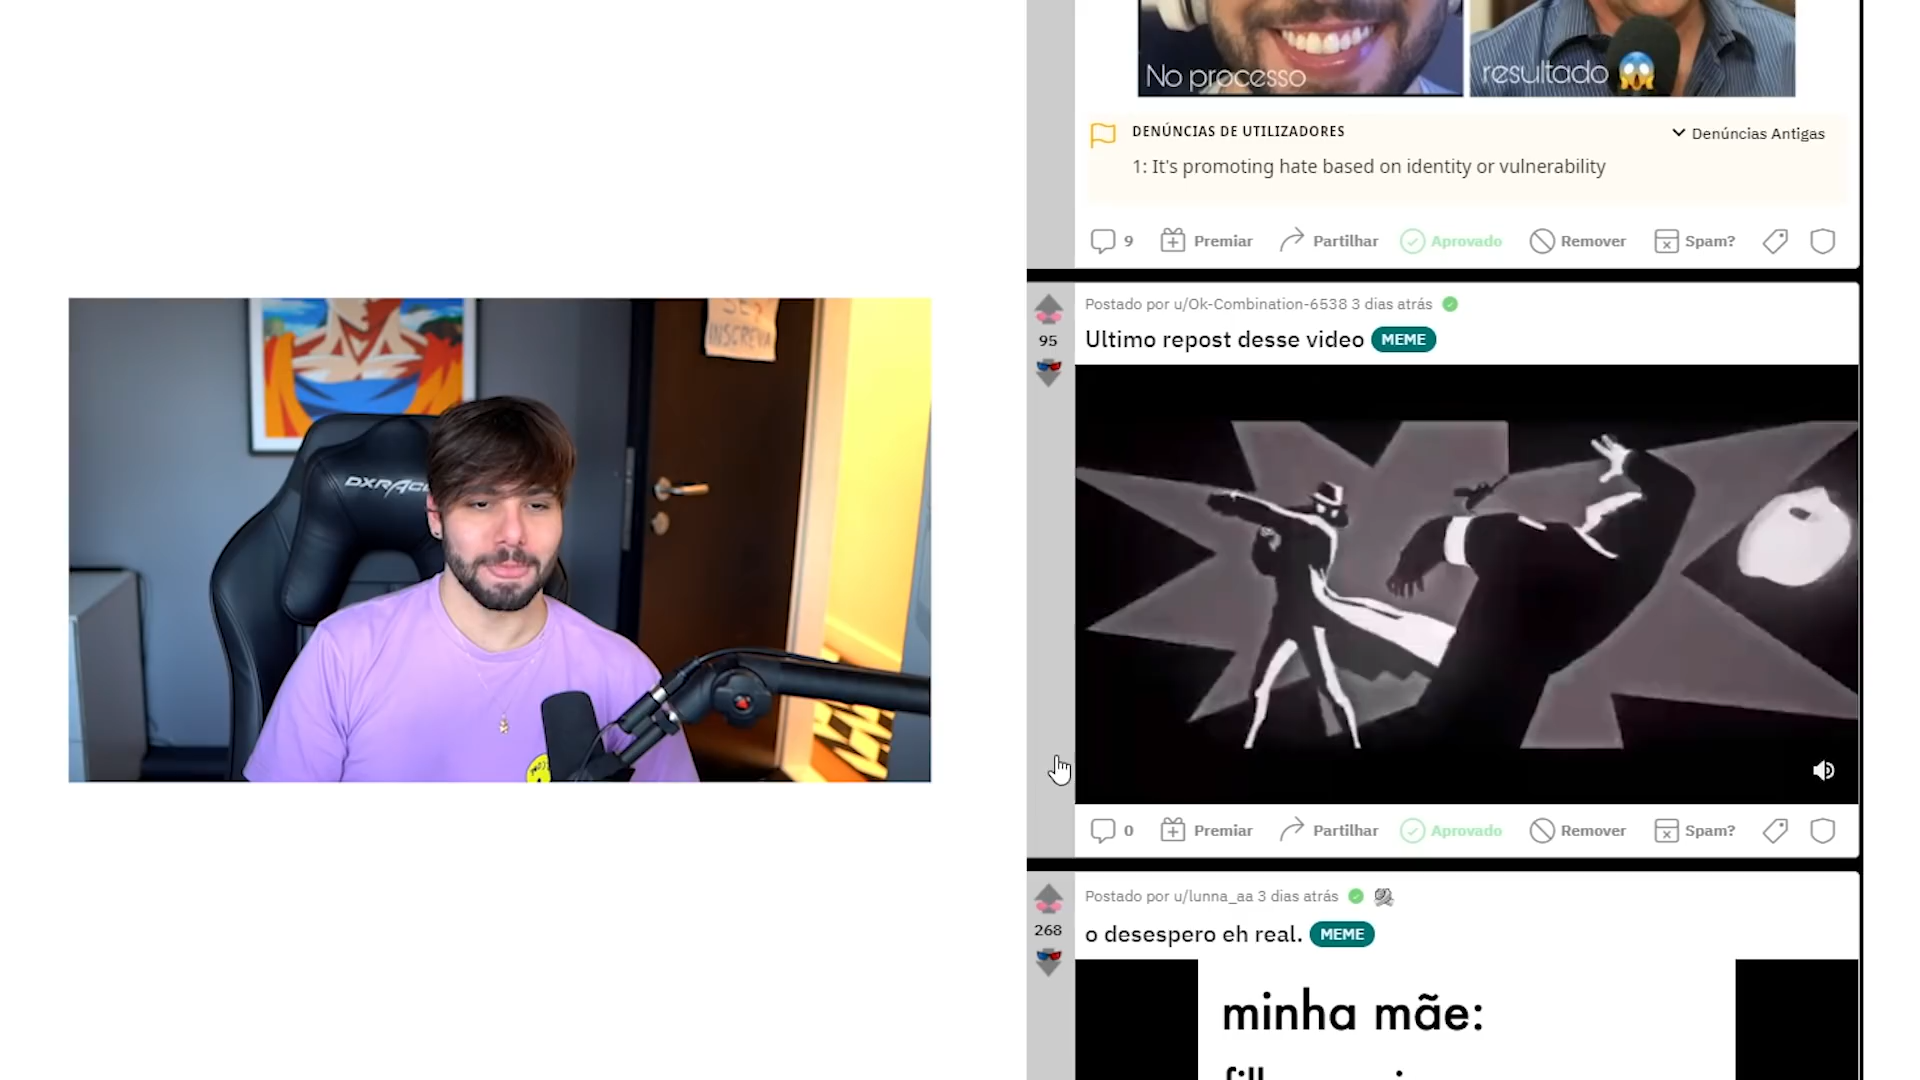 No processo
resultado
DENÚNCIAS DE UTILIZADORES
Denúncias Antigas
1: It's promoting hate based on identity or vulnerability
9
Premiar
Partilhar
Aprovado
Remover
Spam?
INSCREVA
DXRAC
Postado por u/Ok-Combination-6538 3 dias atrás
95
Ultimo repost desse video
MEME
0
Premiar
Partilhar
Aprovado
Remover
Spam?
Postado por u/lunna_aa 3 dias atrás
268
o desespero eh real.
MEME
minha mãe: